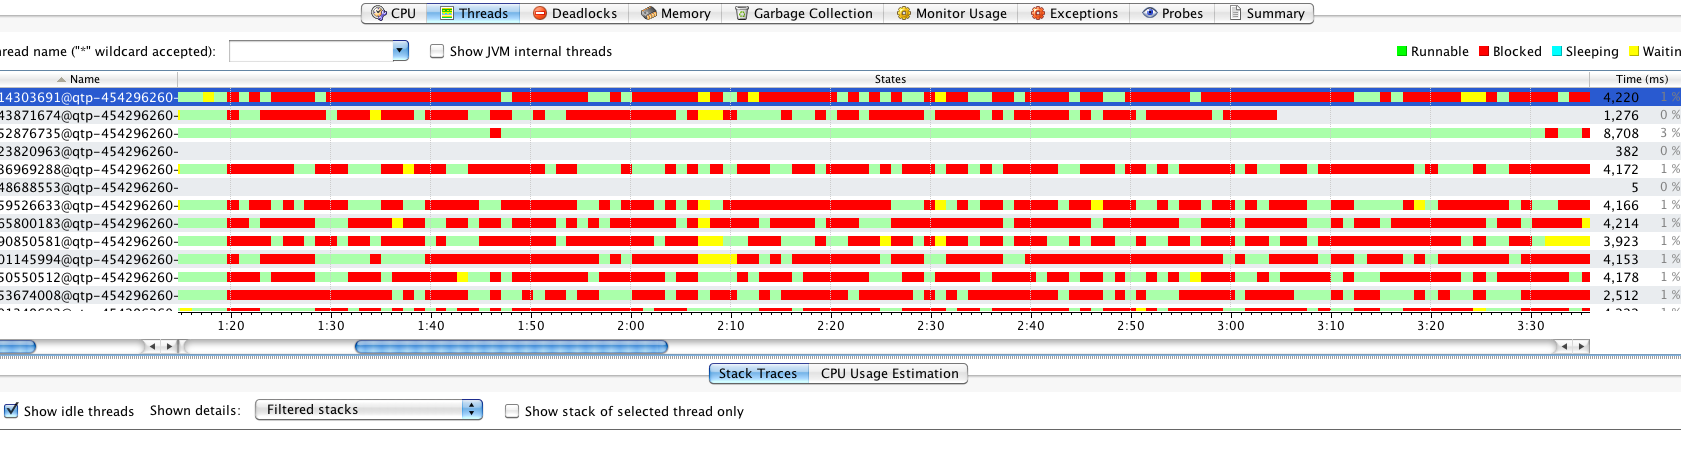 CPU Threads Deadlocks Memory Garbage Collection Monitor Usage Exceptions Probes Summary
read name ("*" wildcard accepted): Show JVM internal threads Runnable Blocked Sleeping Waitin
Name States Time (ms)
14303691@qtp-454296260- 4,220 1 %
43871674@qtp-454296260- 1,276 0 %
52876735@qtp-454296260- 8,708 3 %
23820963@qtp-454296260- 382 0 %
36969288@qtp-454296260- 4,172 1 %
48688553@qtp-454296260- 5 0 %
59526633@qtp-454296260- 4,166 1 %
65800183@qtp-454296260- 4,214 1 %
90850581@qtp-454296260- 3,923 1 %
01145994@qtp-454296260- 4,153 1 %
50550512@qtp-454296260- 4,178 1 %
53674008@qtp-454296260- 2,512 1 %
1:20 1:30 1:40 1:50 2:00 2:10 2:20 2:30 2:40 2:50 3:00 3:10 3:20 3:30
Stack Traces CPU Usage Estimation
Show idle threads Shown details: Filtered stacks Show stack of selected thread only